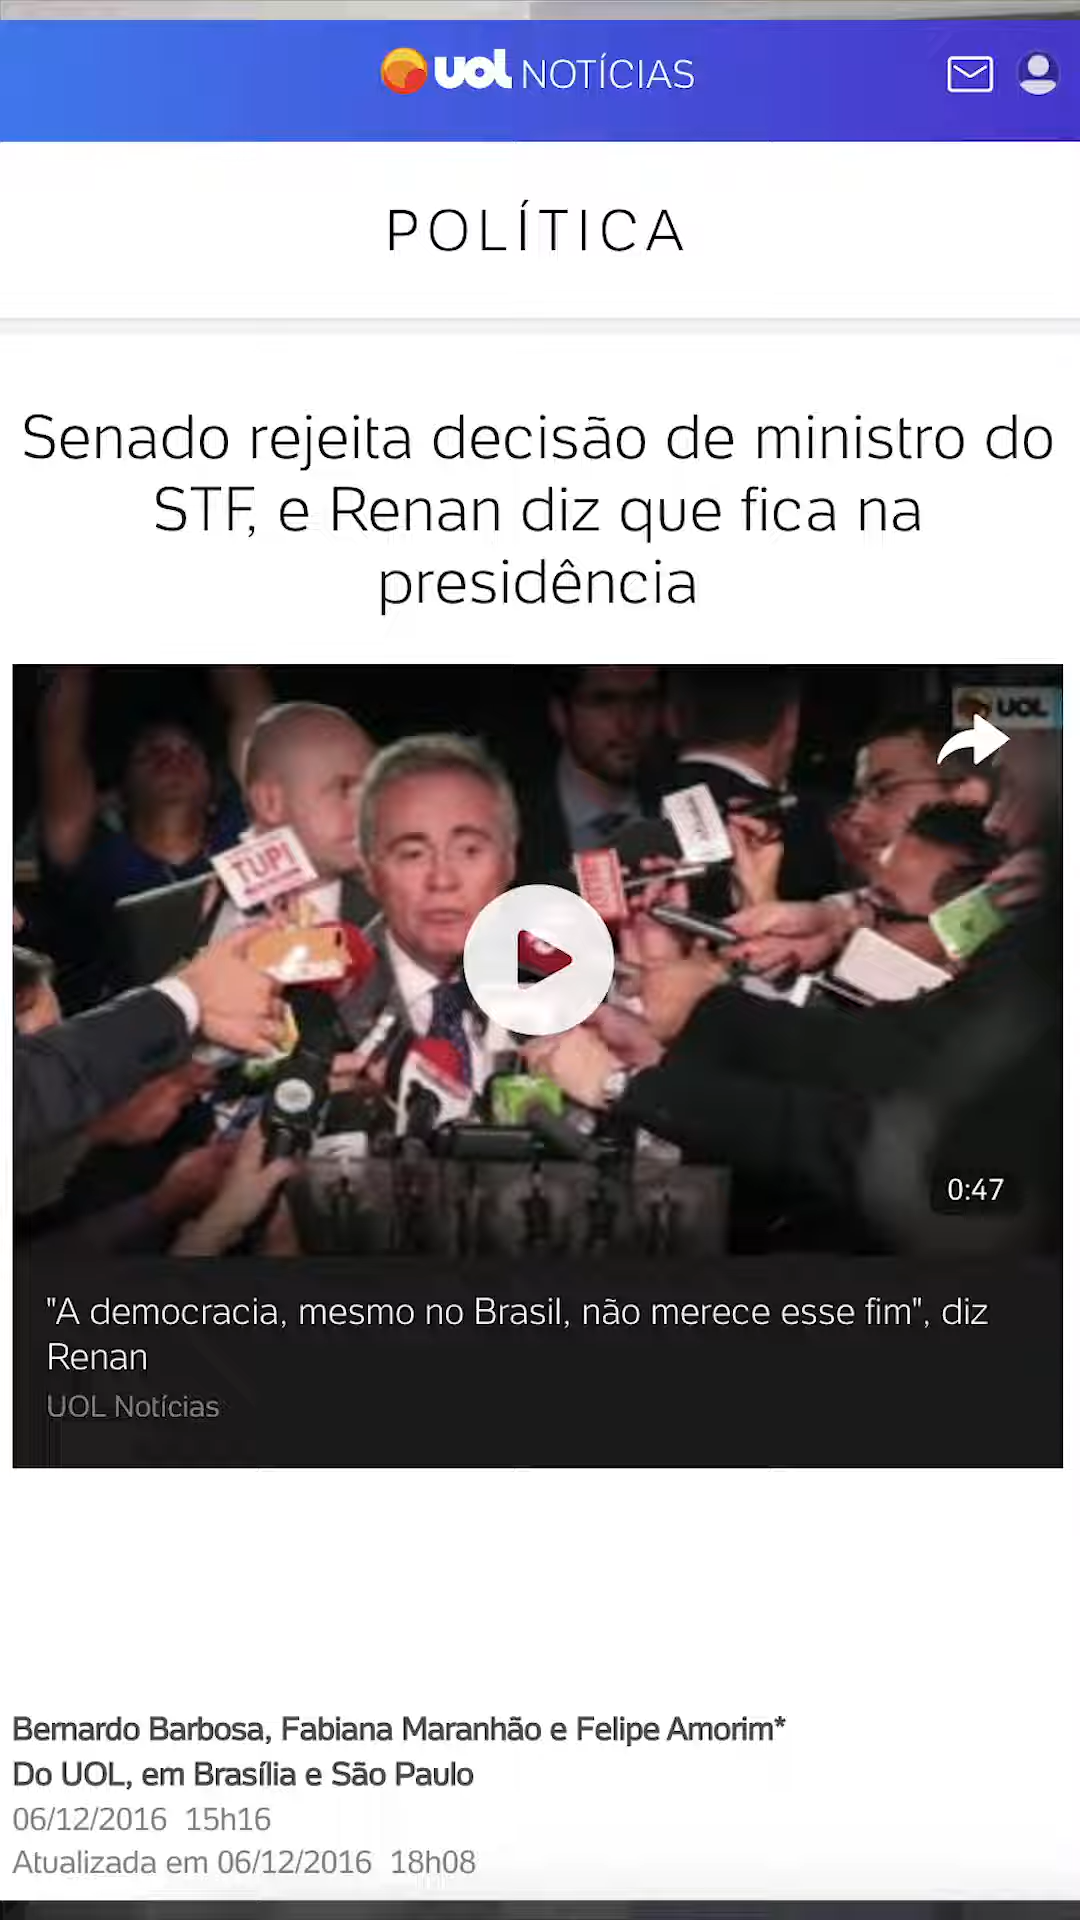 uol NOTÍCIAS
POLÍTICA
Senado rejeita decisão de ministro do
STF, e Renan diz que fica na
presidência
UOL
TUPI
0:47
"A democracia, mesmo no Brasil, não merece esse fim", diz
Renan
UOL Notícias
Bernardo Barbosa, Fabiana Maranhão e Felipe Amorim*
Do UOL, em Brasília e São Paulo
06/12/2016 15h16
Atualizada em 06/12/2016 18h08